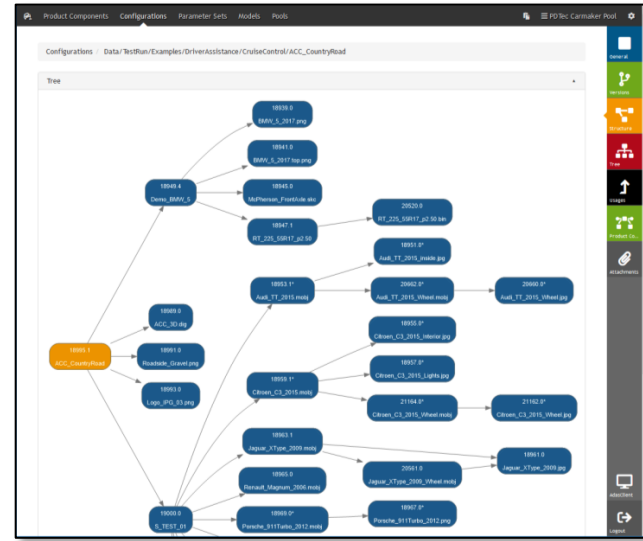 Product Components Configurations Parameter Sets Models Pools
PDTec Carmaker Pool
Configurations / Data/TestRun/Examples/DriverAssistance/CruiseControl/ACC_CountryRoad
Tree
18939.0
BMW_5_2017.png
18941.0
BMW_5_2017.top.png
18949.4
Demo_BMW_5
18945.0
McPherson_FrontAxle.skc
18947.1
RT_225_55R17_p2.50
20520.0
RT_225_55R17_p2.50.bin
18951.0*
Audi_TT_2015_Inside.jpg
18953.1*
Audi_TT_2015.mobj
20662.0*
Audi_TT_2015_Wheel.mobj
20660.0*
Audi_TT_2015_Wheel.jpg
18989.0
ACC_3D.dig
18955.0*
Citroen_C3_2015_Interior.jpg
18995.1
ACC_CountryRoad
18991.0
Roadside_Gravel.png
18957.0*
Citroen_C3_2015_Lights.jpg
18959.1*
Citroen_C3_2015.mobj
18993.0
Logo_IPG_03.png
21164.0*
Citroen_C3_2015_Wheel.mobj
21162.0*
Citroen_C3_2015_Wheel.jpg
18963.1
Jaguar_XType_2009.mobj
18961.0
Jaguar_XType_2009.jpg
20561.0
Jaguar_XType_2009_Wheel.mobj
18965.0
Renault_Magnum_2006.mobj
19000.0
S_TEST_01
18969.0*
Porsche_911Turbo_2012.mobj
18967.0*
Porsche_911Turbo_2012.png
General
Versions
Structure
Tree
Usages
Product Co...
Attachments
Logout